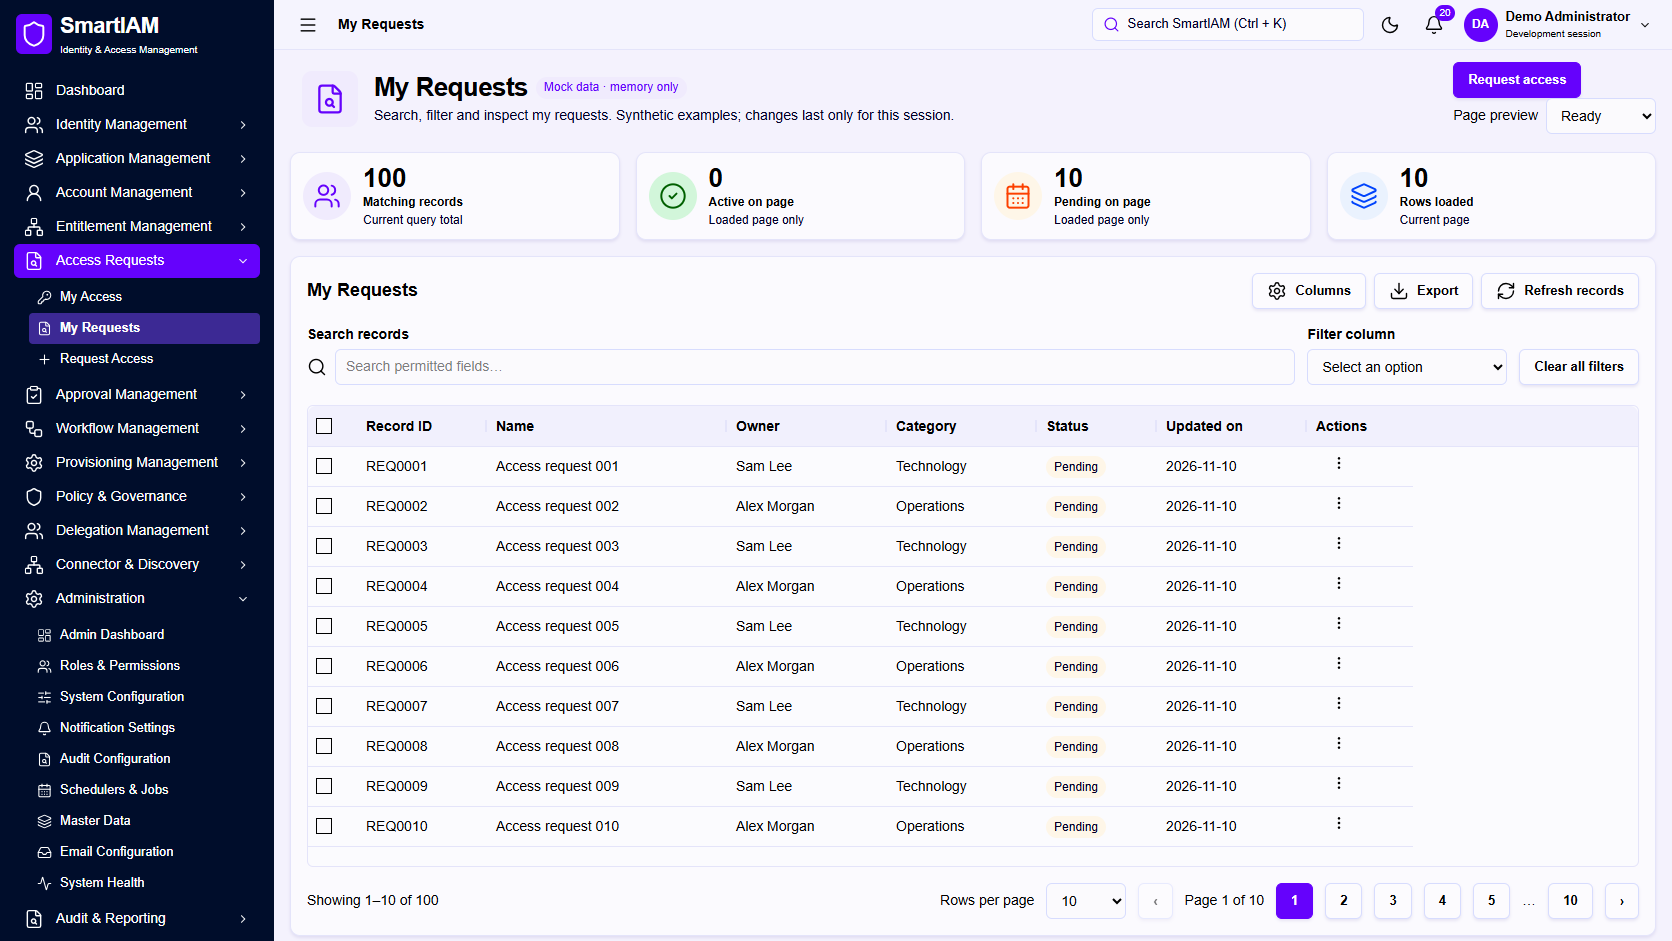 SmartIAM
Identity & Access Management
Dashboard
Identity Management
Application Management
Account Management
Entitlement Management
Access Requests
My Access
My Requests
Request Access
Approval Management
Workflow Management
Provisioning Management
Policy & Governance
Delegation Management
Connector & Discovery
Administration
Admin Dashboard
Roles & Permissions
System Configuration
Notification Settings
Audit Configuration
Schedulers & Jobs
Master Data
Email Configuration
System Health
Audit & Reporting
My Requests
Search SmartIAM (Ctrl + K)
20
DA
Demo Administrator
Development session
My Requests
Mock data · memory only
Search, filter and inspect my requests. Synthetic examples; changes last only for this session.
Request access
Page preview Ready
100
Matching records
Current query total
0
Active on page
Loaded page only
10
Pending on page
Loaded page only
10
Rows loaded
Current page
My Requests
Columns
Export
Refresh records
Search records
Search permitted fields...
Filter column
Select an option
Clear all filters
Record ID Name Owner Category Status Updated on Actions
REQ0001 Access request 001 Sam Lee Technology Pending 2026-11-10
REQ0002 Access request 002 Alex Morgan Operations Pending 2026-11-10
REQ0003 Access request 003 Sam Lee Technology Pending 2026-11-10
REQ0004 Access request 004 Alex Morgan Operations Pending 2026-11-10
REQ0005 Access request 005 Sam Lee Technology Pending 2026-11-10
REQ0006 Access request 006 Alex Morgan Operations Pending 2026-11-10
REQ0007 Access request 007 Sam Lee Technology Pending 2026-11-10
REQ0008 Access request 008 Alex Morgan Operations Pending 2026-11-10
REQ0009 Access request 009 Sam Lee Technology Pending 2026-11-10
REQ0010 Access request 010 Alex Morgan Operations Pending 2026-11-10
Showing 1–10 of 100
Rows per page 10 ‹ Page 1 of 10 1 2 3 4 5 … 10 ›